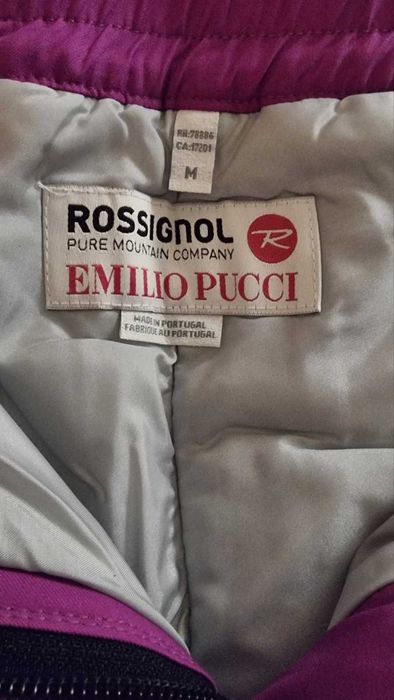 RN:78886
CA:17201
M
ROSSIGNOL
R
PURE MOUNTAIN COMPANY
EMILIO PUCCI
MADE IN PORTUGAL
FABRIQUE AU PORTUGAL